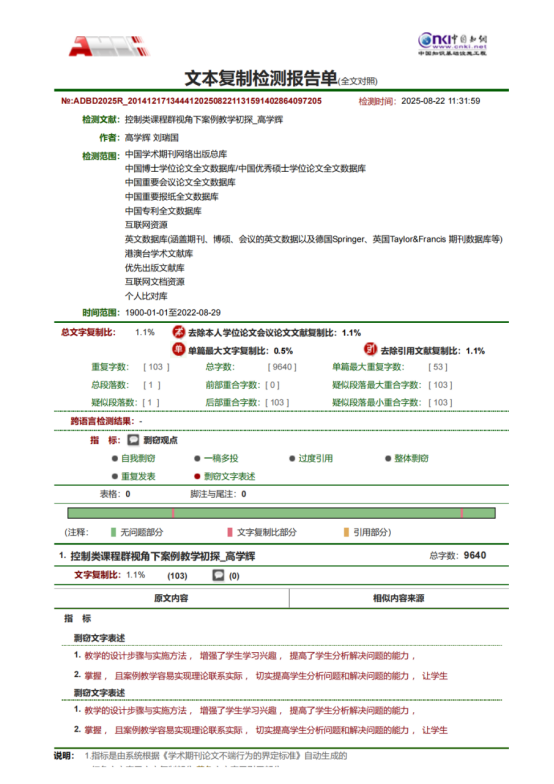 AMLC
CNKI中国知网
www.cnki.net
中国知识基础设施工程
文本复制检测报告单(全文对照)
№:ADBD2025R_20141217134441202508221131591402864097205 检测时间：2025-08-22 11:31:59
检测文献：控制类课程群视角下案例教学初探_高学辉
作者：高学辉 刘瑞国
检测范围：中国学术期刊网络出版总库
中国博士学位论文全文数据库/中国优秀硕士学位论文全文数据库
中国重要会议论文全文数据库
中国重要报纸全文数据库
中国专利全文数据库
互联网资源
英文数据库(涵盖期刊、博硕、会议的英文数据以及德国Springer、英国Taylor&Francis 期刊数据库等)
港澳台学术文献库
优先出版文献库
互联网文档资源
个人比对库
时间范围：1900-01-01至2022-08-29
总文字复制比： 1.1% 本 去除本人学位论文会议论文文献复制比：1.1%
单 单篇最大文字复制比：0.5% 引 去除引用文献复制比：1.1%
重复字数： [ 103 ] 总字数： [ 9640 ] 单篇最大重复字数： [ 53 ]
总段落数： [ 1 ] 前部重合字数：[ 0 ] 疑似段落最大重合字数：[ 103 ]
疑似段落数：[ 1 ] 后部重合字数：[ 103 ] 疑似段落最小重合字数：[ 103 ]
跨语言检测结果：-
指 标： 剽窃观点
自我剽窃 一稿多投 过度引用 整体剽窃
重复发表 剽窃文字表述
表格：0 脚注与尾注：0
(注释： 无问题部分 文字复制比部分 引用部分)
1. 控制类课程群视角下案例教学初探_高学辉 总字数：9640
文字复制比：1.1% (103) (0)
原文内容 相似内容来源
指 标
剽窃文字表述
1. 教学的设计步骤与实施方法， 增强了学生学习兴趣， 提高了学生分析解决问题的能力，
2. 掌握， 且案例教学容易实现理论联系实际， 切实提高学生分析问题和解决问题的能力， 让学生
剽窃文字表述
1. 教学的设计步骤与实施方法， 增强了学生学习兴趣， 提高了学生分析解决问题的能力，
2. 掌握， 且案例教学容易实现理论联系实际， 切实提高学生分析问题和解决问题的能力， 让学生
说明： 1.指标是由系统根据《学术期刊论文不端行为的界定标准》自动生成的